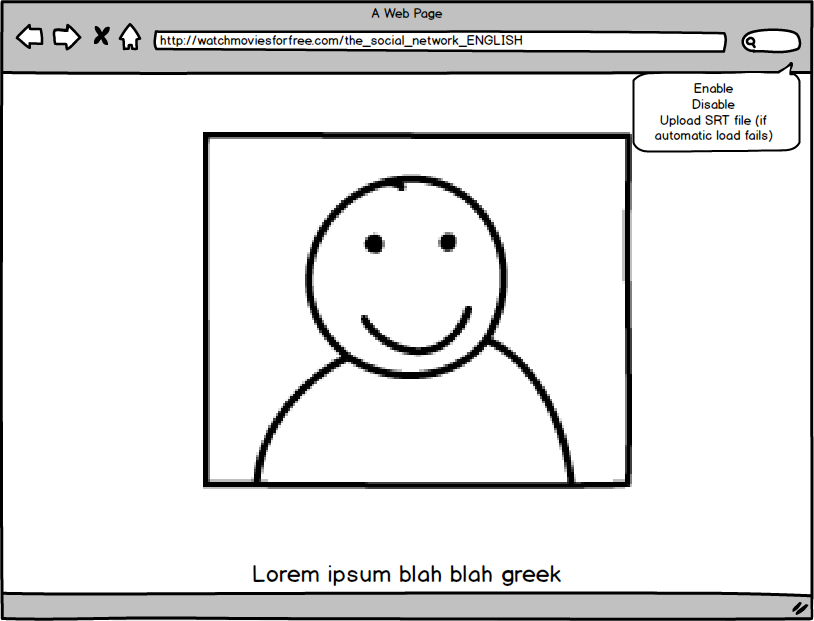 A Web Page
http://watchmoviesforfree.com/the_social_network_ENGLISH
Enable
Disable
Upload SRT file (if
automatic load fails)
Lorem ipsum blah blah greek